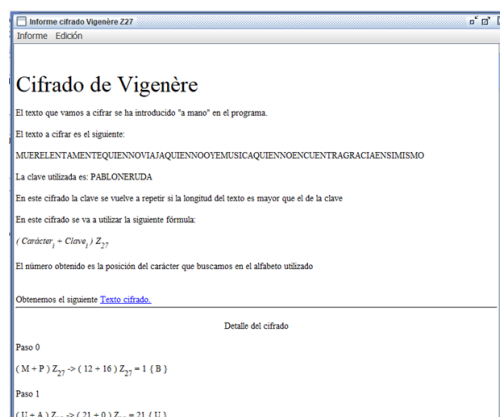 Informe cifrado Vigenère Z27
Informe Edición
Cifrado de Vigenère
El texto que vamos a cifrar se ha introducido "a mano" en el programa.
El texto a cifrar es el siguiente:
MUERELENTAMENTEQUIENNOVIAJAQUIENNOOYEMUSICAQUIENNOENCUENTRAGRACIAENSIMISMO
La clave utilizada es: PABLONERUDA
En este cifrado la clave se vuelve a repetir si la longitud del texto es mayor que el de la clave
En este cifrado se va a utilizar la siguiente fórmula:
( Carácter i + Clave i ) Z27
El número obtenido es la posición del carácter que buscamos en el alfabeto utilizado
Obtenemos el siguiente Texto cifrado.
Detalle del cifrado
Paso 0
( M + P ) Z27 -> ( 12 + 16 ) Z27 = 1 { B }
Paso 1
( U + A ) Z27 -> ( 21 + 0 ) Z27 = 21 { U }